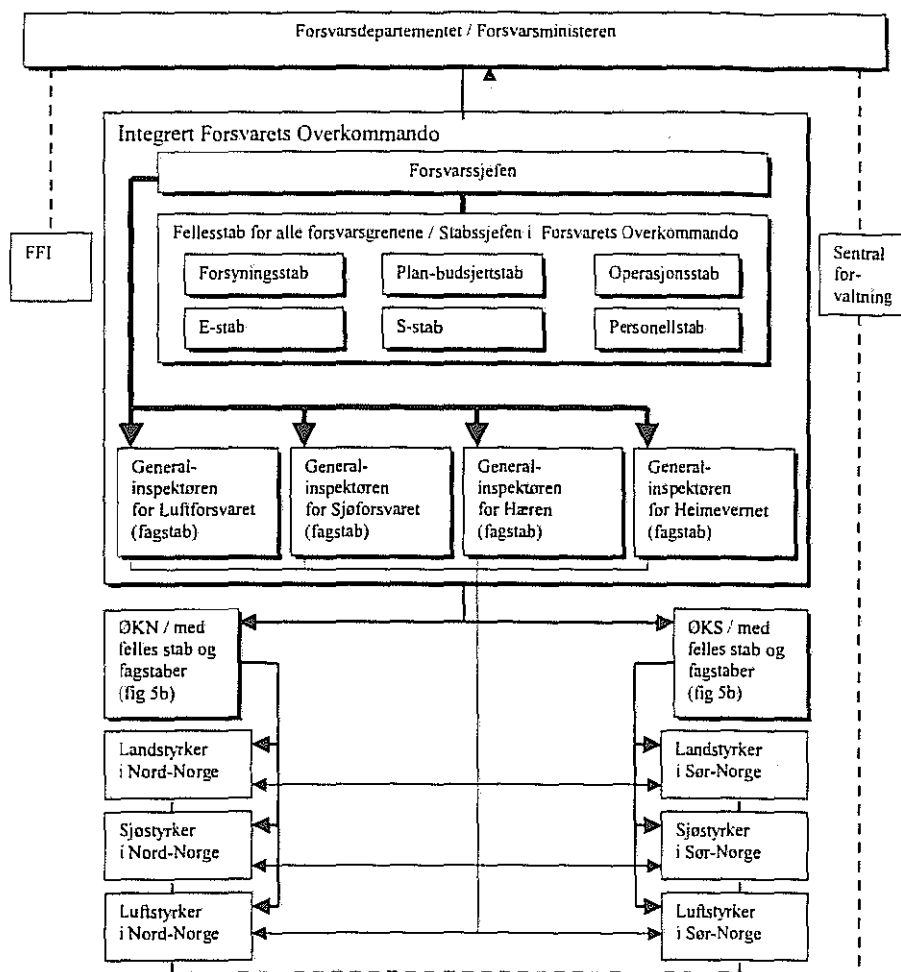 Forsvarsdepartementet / Forsvarsministeren
Integrert Forsvarets Overkommando
Forsvarssjefen
Fellesstab for alle forsvarsgrenene / Stabssjefen i Forsvarets Overkommando
Forsyningsstab
Plan-budsjettstab
Operasjonsstab
E-stab
S-stab
Personellstab
FFI
Sentral
for-
valtning
General-
inspektøren
for Luftforsvaret
(fagstab)
General-
inspektøren
for Sjøforsvaret
(fagstab)
General-
inspektøren
for Hæren
(fagstab)
General-
inspektøren
for Heimevernet
(fagstab)
ØKN / med
felles stab og
fagstaber
(fig 5b)
ØKS / med
felles stab og
fagstaber
(fig 5b)
Landstyrker
i Nord-Norge
Landstyrker
i Sør-Norge
Sjøstyrker
i Nord-Norge
Sjøstyrker
i Sør-Norge
Luftstyrker
i Nord-Norge
Luftstyrker
i Sør-Norge